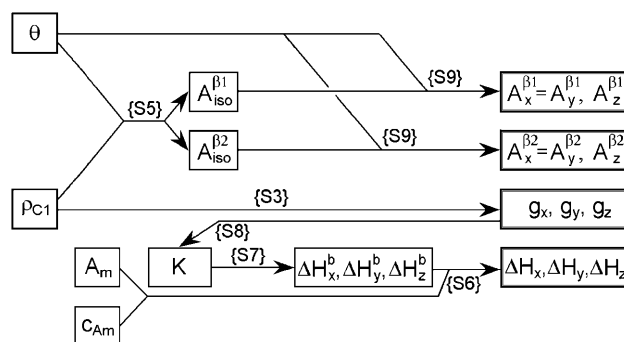 θ
{S9}
{S5} A_iso^β1 A_x^β1=A_y^β1, A_z^β1
{S9}
A_iso^β2 A_x^β2=A_y^β2, A_z^β2
{S3}
ρ_C1 g_x, g_y, g_z
{S8}
A_m K {S7} ΔH_x^b, ΔH_y^b, ΔH_z^b ΔH_x, ΔH_y, ΔH_z
{S6}
c_Am